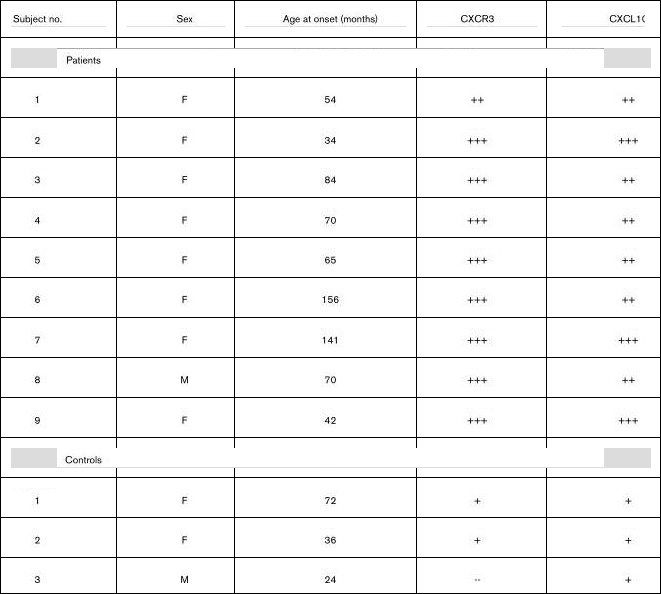 Subject no. Sex Age at onset (months) CXCR3 CXCL1(
Patients
1 F 54 ++ ++
2 F 34 +++ +++
3 F 84 +++ ++
4 F 70 +++ ++
5 F 65 +++ ++
6 F 156 +++ ++
7 F 141 +++ +++
8 M 70 +++ ++
9 F 42 +++ +++
Controls
1 F 72 + +
2 F 36 + +
3 M 24 -- +